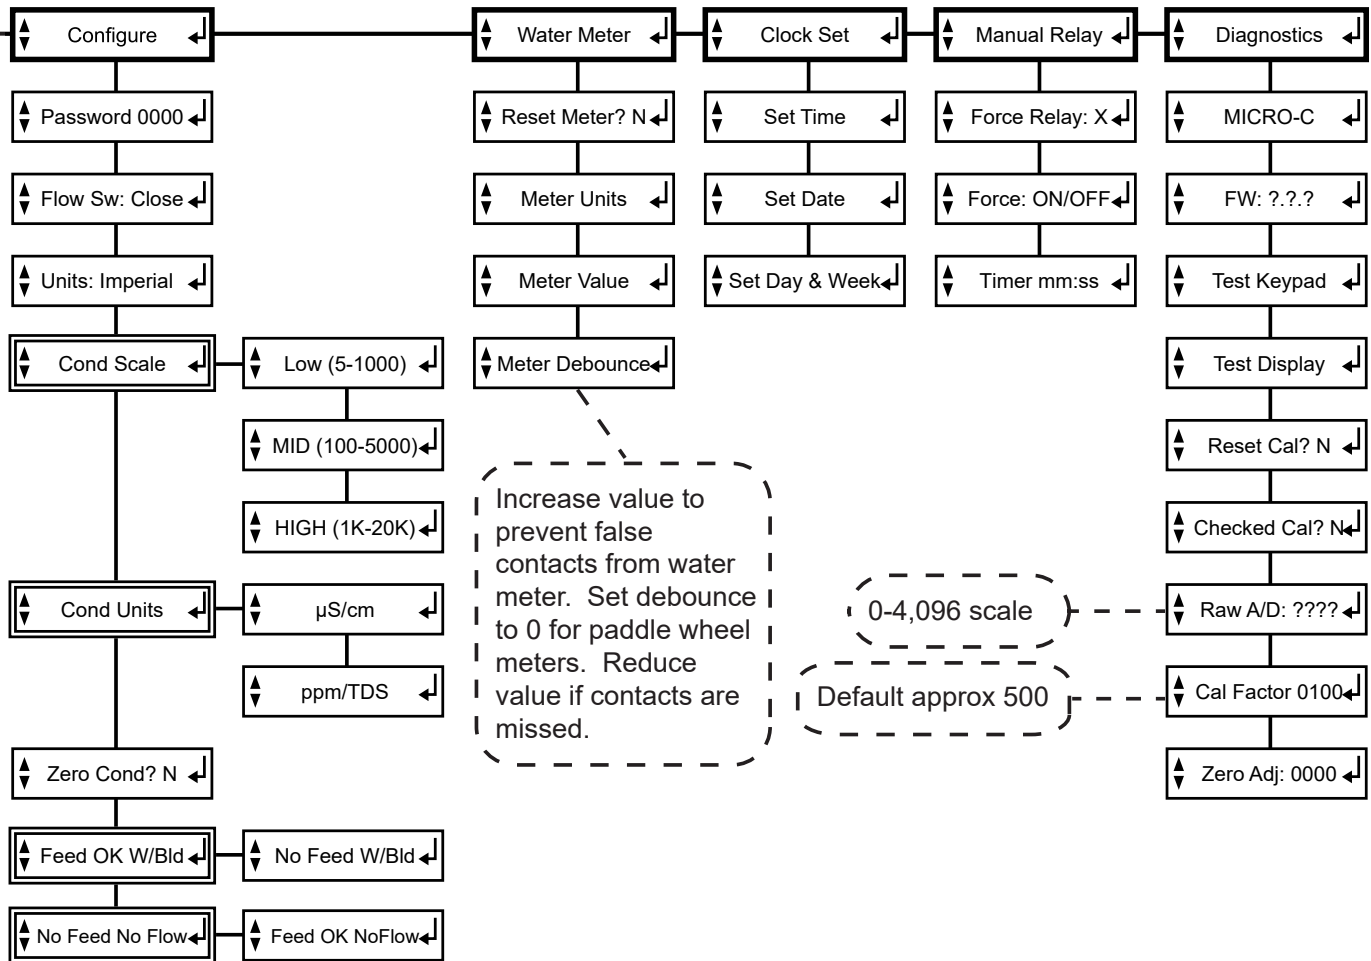 Configure
Password 0000
Flow Sw: Close
Units: Imperial
Cond Scale
Low (5-1000)
MID (100-5000)
HIGH (1K-20K)
Cond Units
µS/cm
ppm/TDS
Zero Cond? N
Feed OK W/Bld
No Feed W/Bld
No Feed No Flow
Feed OK NoFlow
Water Meter
Reset Meter? N
Meter Units
Meter Value
Meter Debounce
Increase value to
prevent false
contacts from water
meter.  Set debounce
to 0 for paddle wheel
meters.  Reduce
value if contacts are
missed.
Clock Set
Set Time
Set Date
Set Day & Week
Manual Relay
Force Relay: X
Force: ON/OFF
Timer mm:ss
Diagnostics
MICRO-C
FW: ?.?.?
Test Keypad
Test Display
Reset Cal? N
Checked Cal? N
Raw A/D: ????
0-4,096 scale
Cal Factor 0100
Default approx 500
Zero Adj: 0000